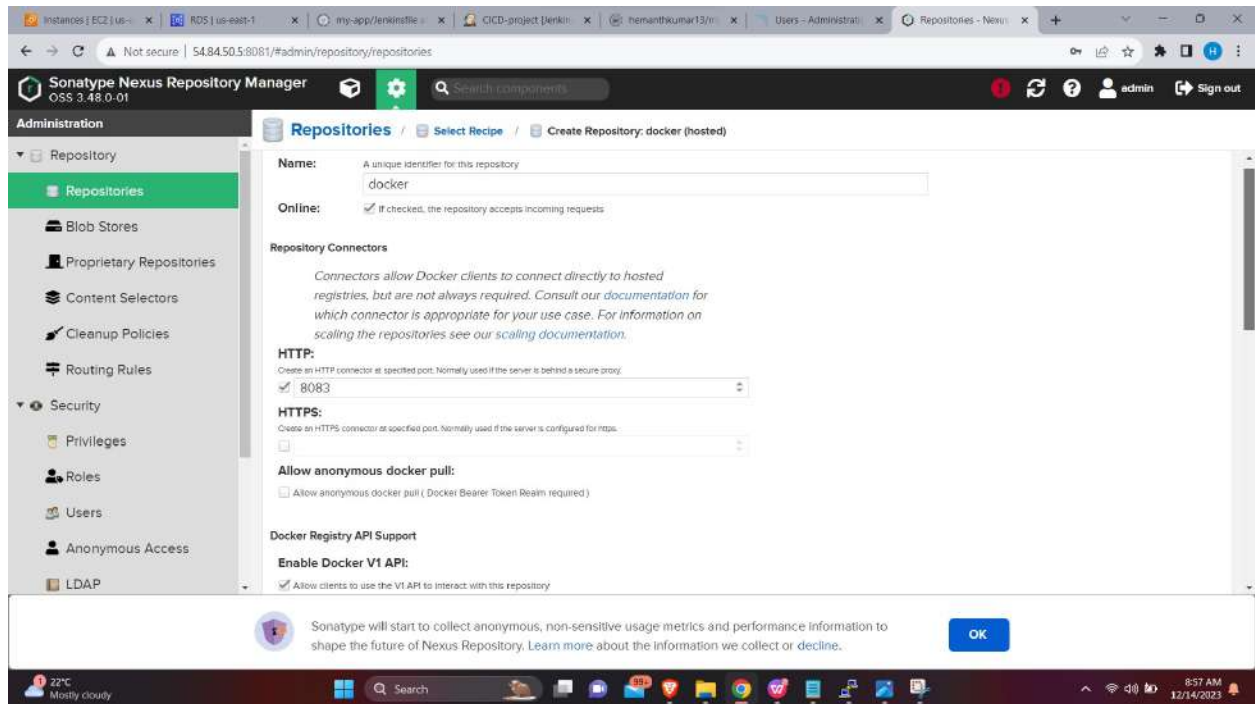 Instances | EC2 | us-e
RDS | us-east-1
my-app/Jenkinsfile
CICD-project [Jenkin
hemanthkumar13/m
Users - Administrati
Repositories - Nexus
Not secure | 54.84.50.5:8081/#admin/repository/repositories
H
Sonatype Nexus Repository Manager
OSS 3.48.0-01
Search components
admin
Sign out
Administration
Repositories / Select Recipe / Create Repository: docker (hosted)
Repository
Repositories
Blob Stores
Proprietary Repositories
Content Selectors
Cleanup Policies
Routing Rules
Security
Privileges
Roles
Users
Anonymous Access
LDAP
Name:
A unique identifier for this repository
docker
Online:
If checked, the repository accepts incoming requests
Repository Connectors
Connectors allow Docker clients to connect directly to hosted
registries, but are not always required. Consult our documentation for
which connector is appropriate for your use case. For information on
scaling the repositories see our scaling documentation.
HTTP:
Create an HTTP connector at specified port. Normally used if the server is behind a secure proxy.
8083
HTTPS:
Create an HTTPS connector at specified port. Normally used if the server is configured for https.
Allow anonymous docker pull:
Allow anonymous docker pull ( Docker Bearer Token Realm required )
Docker Registry API Support
Enable Docker V1 API:
Allow clients to use the V1 API to interact with this repository
Sonatype will start to collect anonymous, non-sensitive usage metrics and performance information to
shape the future of Nexus Repository. Learn more about the information we collect or decline.
OK
1
22°C
Mostly cloudy
Search
99+
8:57 AM
12/14/2023